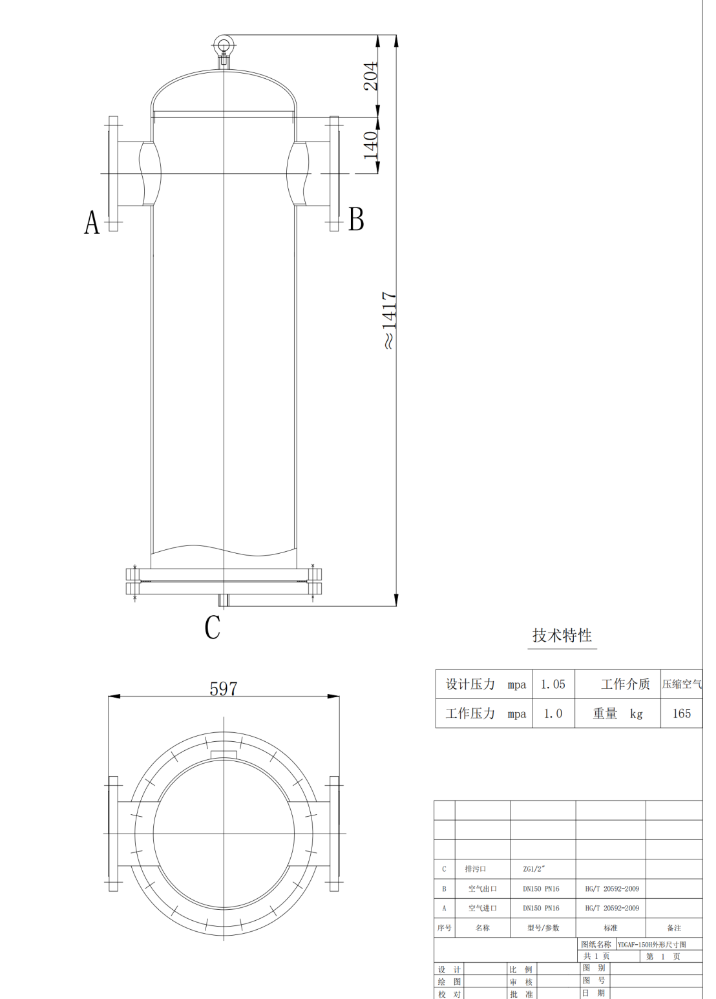 204
140
A
B
≈1417
C
技术特性
597
设计压力 mpa 1.05 工作介质 压缩空气
工作压力 mpa 1.0 重量 kg 165
C 排污口 ZG1/2"
B 空气出口 DN150 PN16 HG/T 20592-2009
A 空气进口 DN150 PN16 HG/T 20592-2009
序号 名称 型号/参数 标准 备注
图纸名称 YDGAF-150H外形尺寸图
共 1 页 第 1 页
设 计 比 例 图 别
绘 图 审 核 图 号
校 对 批 准 日 期